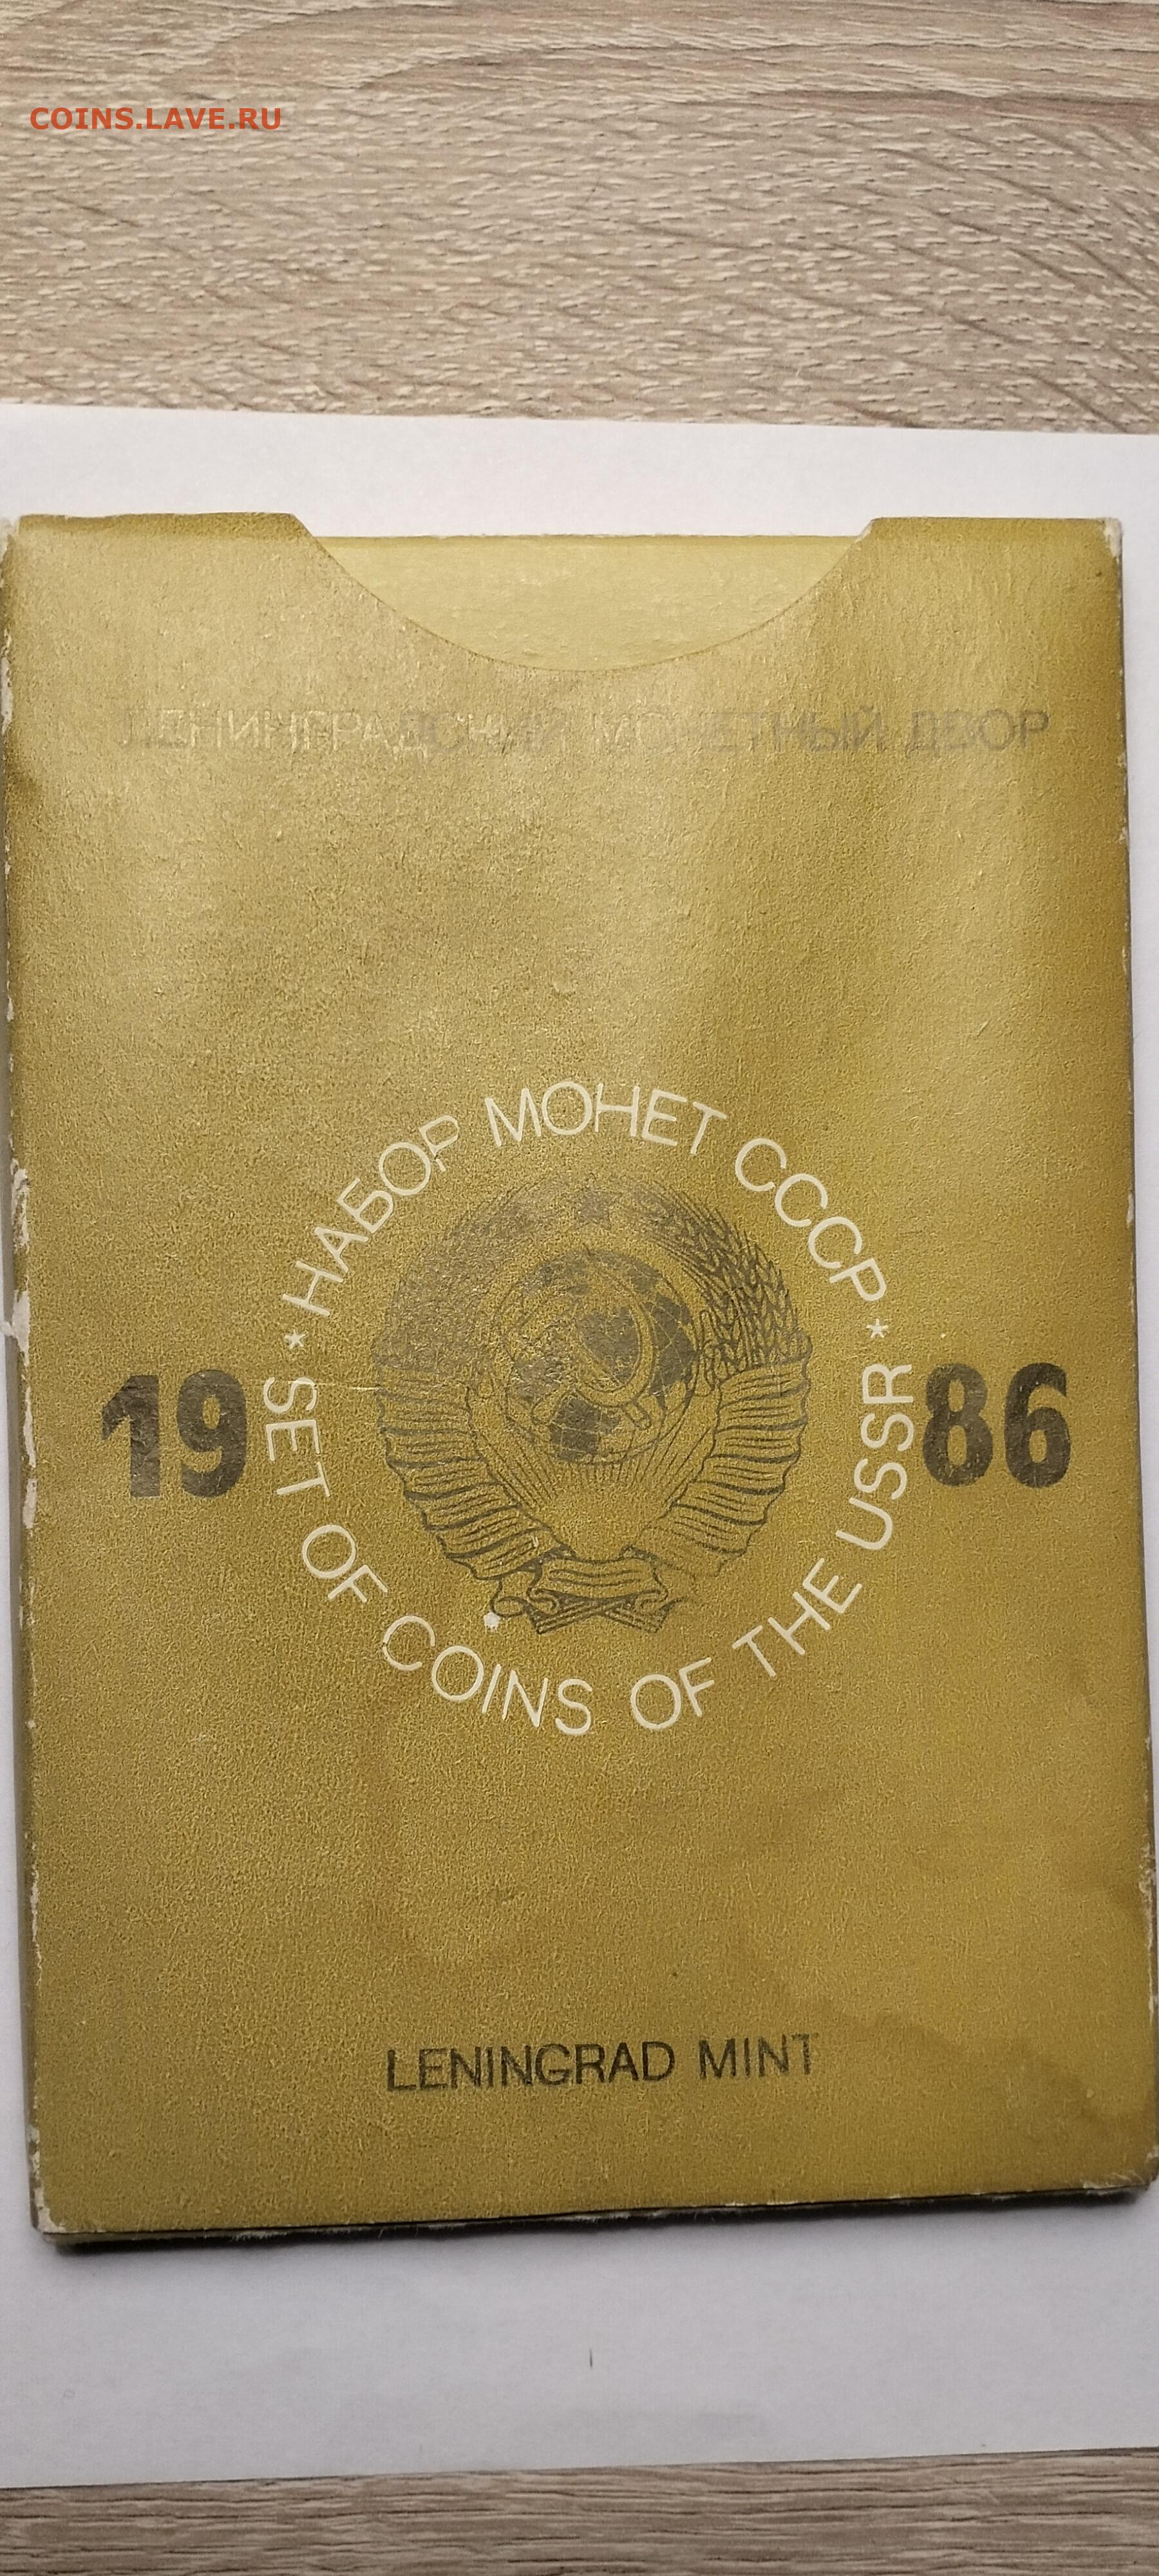 COINS.LAVE.RU
ЛЕНИНГРАДСКИЙ МОНЕТНЫЙ ДВОР
* НАБОР МОНЕТ СССР *
19 86
SET OF COINS OF THE USSR
LENINGRAD MINT